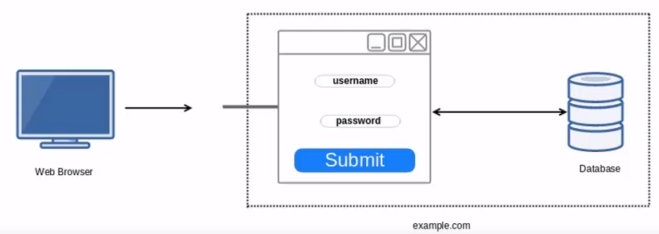 username
password
Submit
Web Browser
Database
example.com